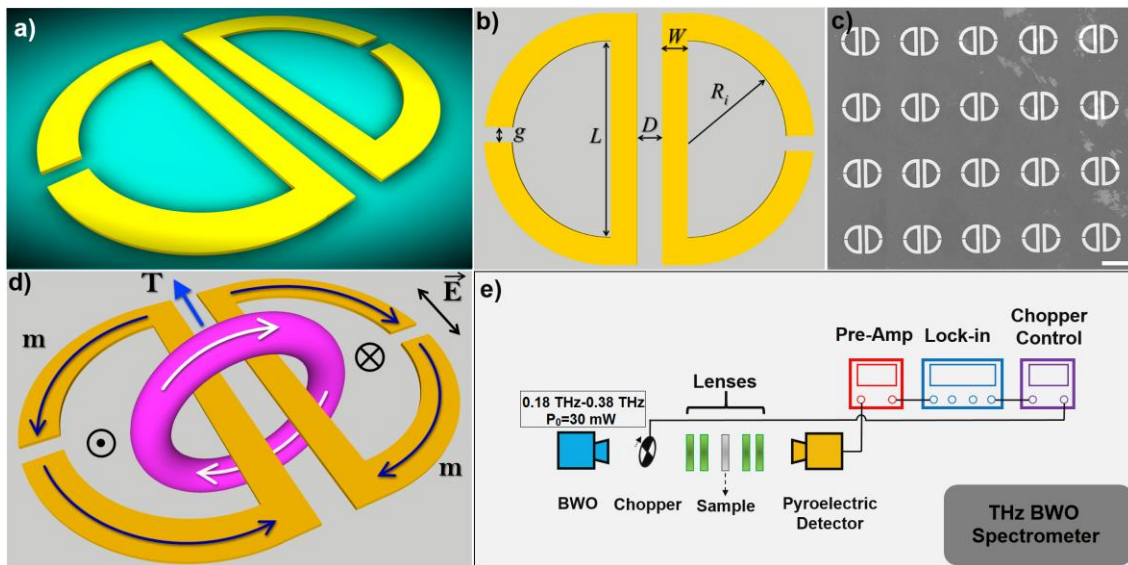 a)
b)
W
R_i
g
L
D
c)
d)
T
E
m
m
⊗
⊙
e)
Pre-Amp
Lock-in
Chopper
Control
Lenses
0.18 THz-0.38 THz
P₀=30 mW
BWO
Chopper
Sample
Pyroelectric
Detector
THz BWO
Spectrometer